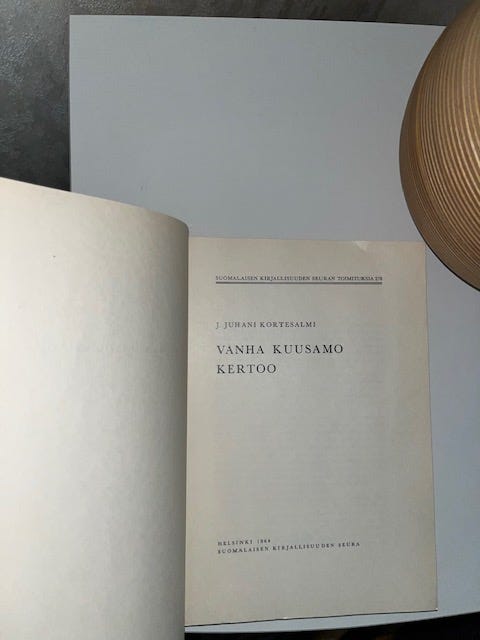 SUOMALAISEN KIRJALLISUUDEN SEURAN TOIMITUKSIA
J. JUHANI KORTESALMI
VANHA KUUSAMO
KERTOO
HELSINKI
SUOMALAISEN KIRJALLISUUDEN SEURA